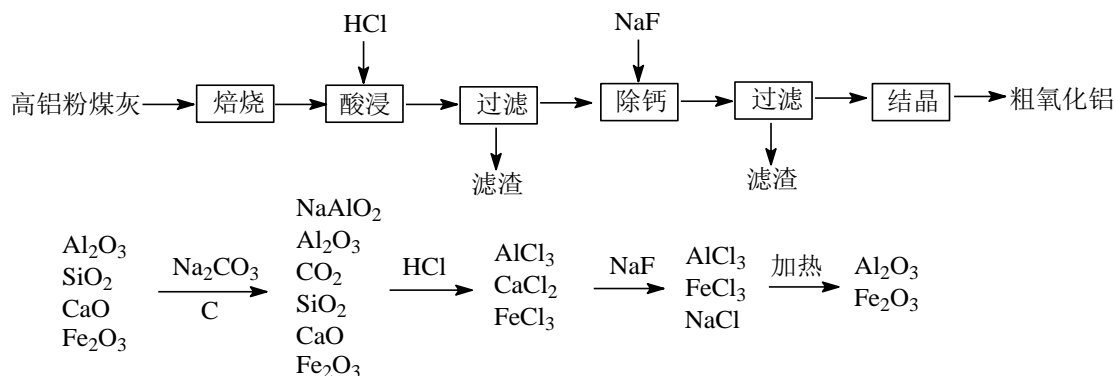 HCl NaF
高铝粉煤灰 焙烧 酸浸 过滤 除钙 过滤 结晶 粗氧化铝
滤渣 滤渣
Al₂O₃
SiO₂
CaO
Fe₂O₃
Na₂CO₃
C
NaAlO₂
Al₂O₃
CO₂
SiO₂
CaO
Fe₂O₃
HCl
AlCl₃
CaCl₂
FeCl₃
NaF
AlCl₃
FeCl₃
NaCl
加热
Al₂O₃
Fe₂O₃